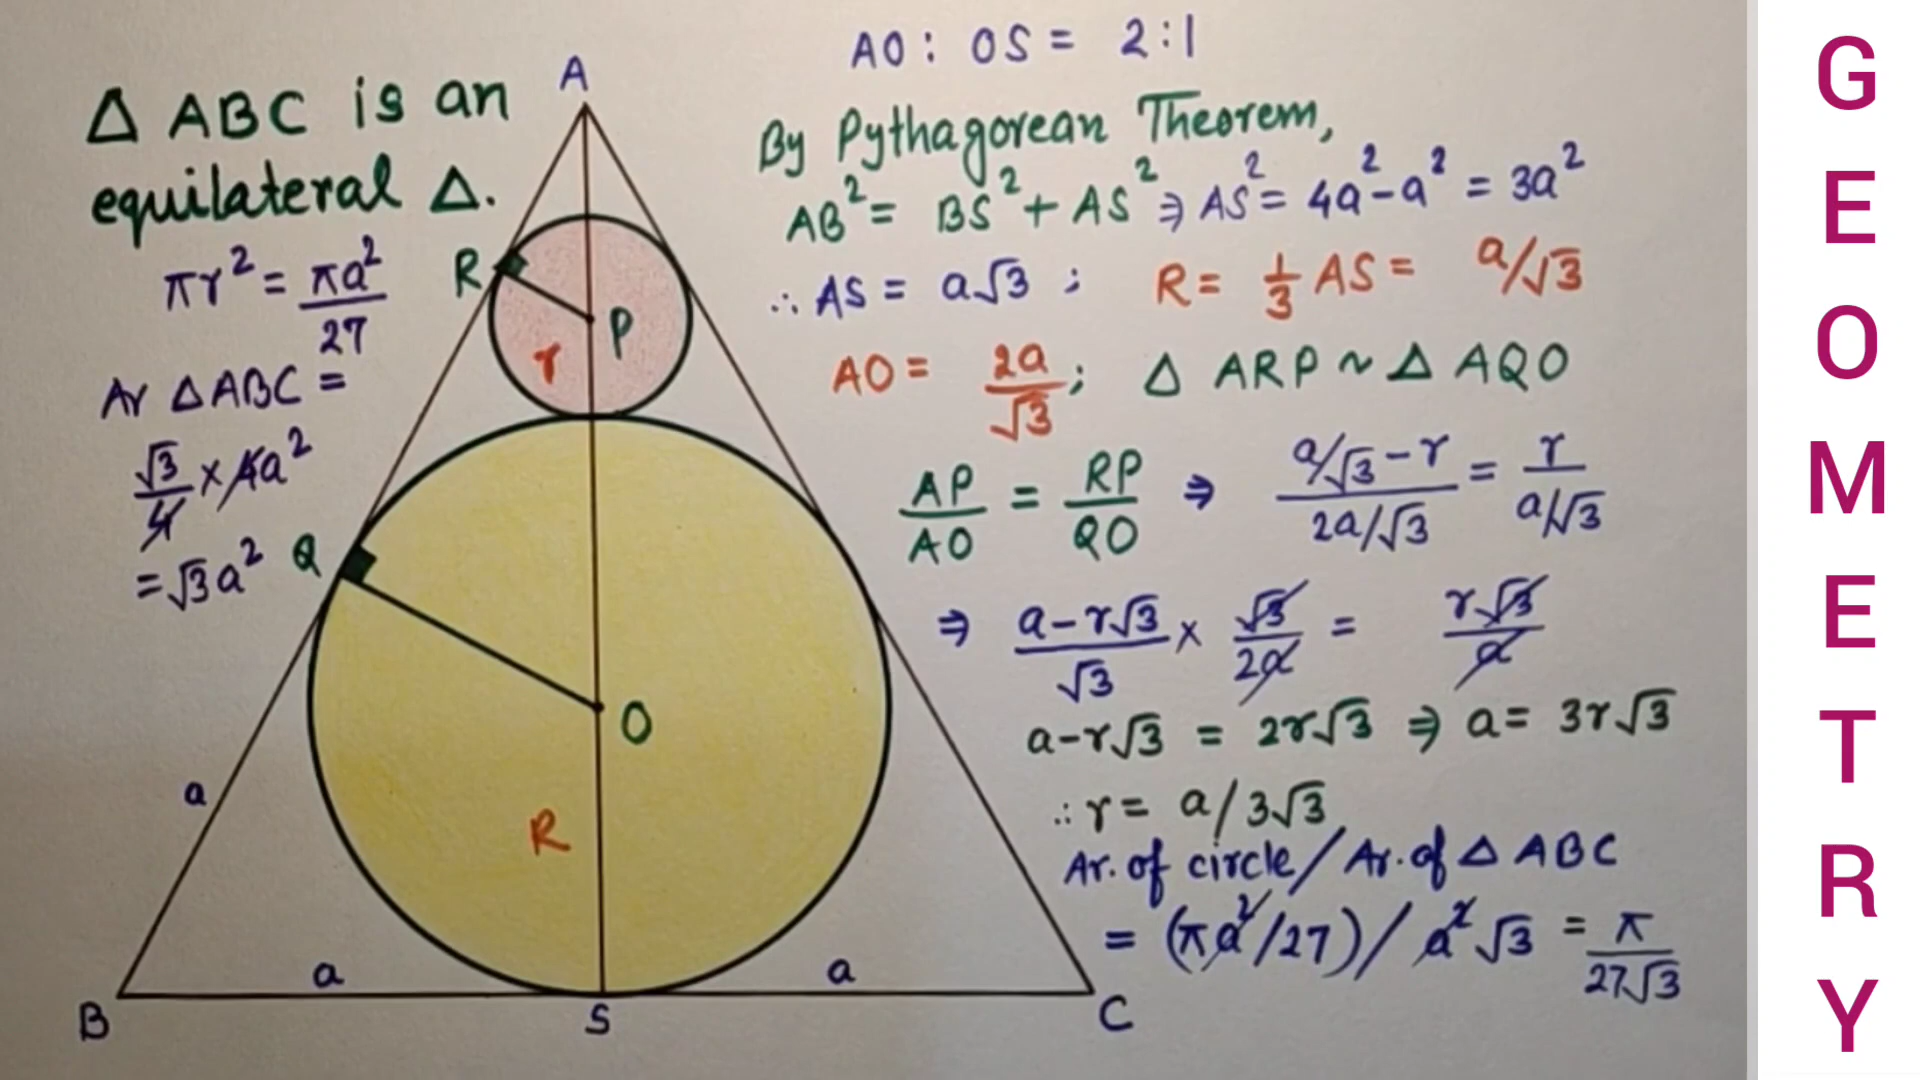 △ ABC is an
equilateral △.
πr² = πa²/27
Ar △ABC =
√3/4 × 4a²
= √3a²
A
R
P
r
Q
O
R
a
a
a
B
S
C
AO : OS = 2:1
By Pythagorean Theorem,
AB² = BS² + AS² ⇒ AS² = 4a² - a² = 3a²
∴ AS = a√3 ; R = 1/3 AS = a/√3
AO = 2a/√3 ; △ ARP ~ △ AQO
AP/AO = RP/QO ⇒ (a/√3 - r)/(2a/√3) = r/(a/√3)
⇒ (a - r√3)/√3 × √3/2a = r√3/a
a - r√3 = 2r√3 ⇒ a = 3r√3
∴ r = a/3√3
Ar. of circle / Ar. of △ ABC
= (πa²/27) / a²√3 = π/27√3
GEOMETRY